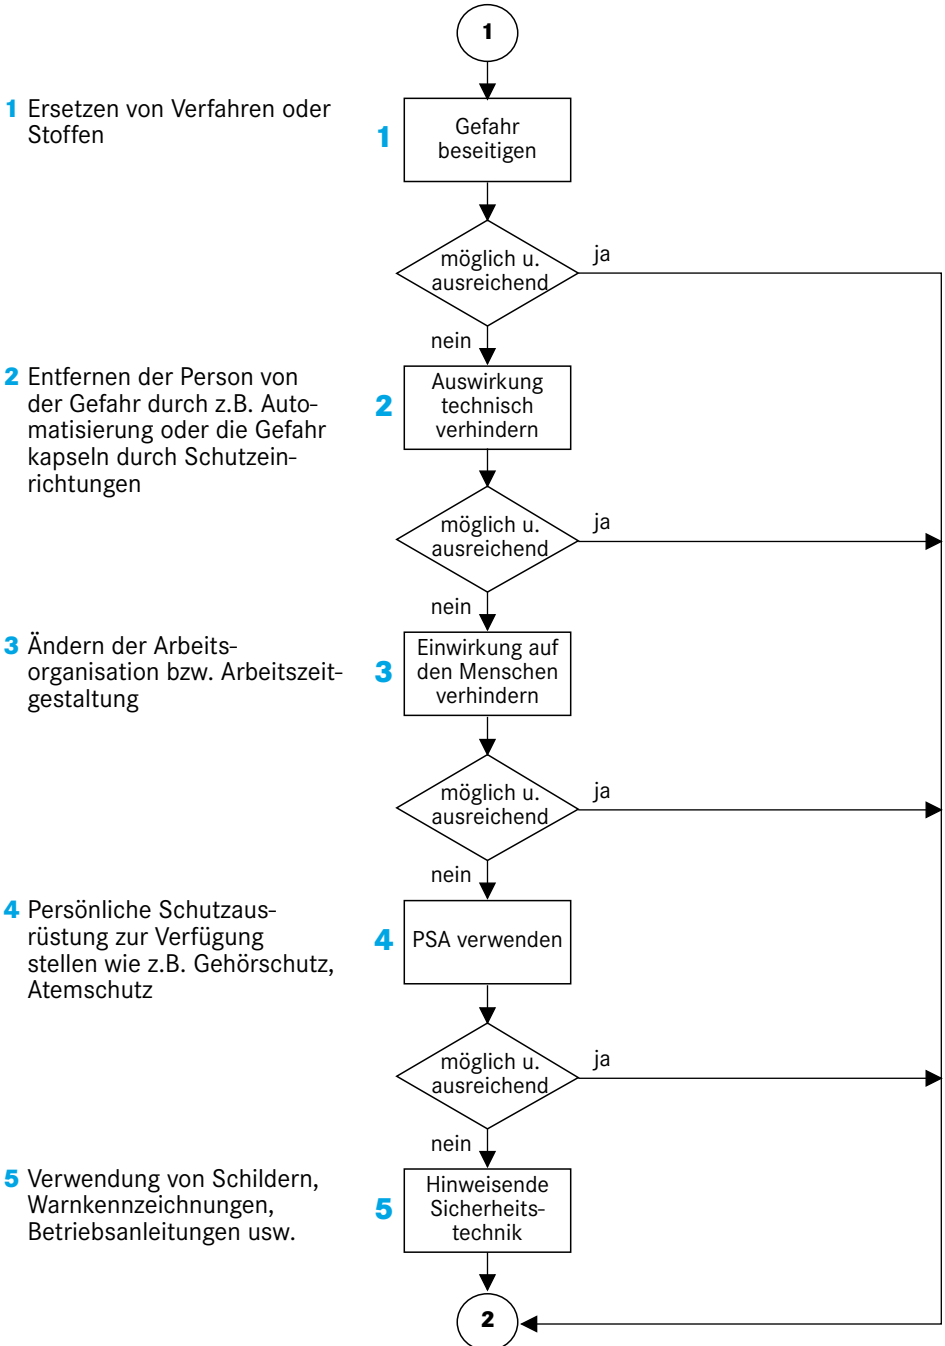 1
1 Ersetzen von Verfahren oder
Stoffen
1
Gefahr
beseitigen
möglich u.
ausreichend
ja
nein
2 Entfernen der Person von
der Gefahr durch z.B. Auto-
matisierung oder die Gefahr
kapseln durch Schutzein-
richtungen
2
Auswirkung
technisch
verhindern
möglich u.
ausreichend
ja
nein
3 Ändern der Arbeits-
organisation bzw. Arbeitszeit-
gestaltung
3
Einwirkung auf
den Menschen
verhindern
möglich u.
ausreichend
ja
nein
4 Persönliche Schutzaus-
rüstung zur Verfügung
stellen wie z.B. Gehörschutz,
Atemschutz
4
PSA verwenden
möglich u.
ausreichend
ja
nein
5 Verwendung von Schildern,
Warnkennzeichnungen,
Betriebsanleitungen usw.
5
Hinweisende
Sicherheits-
technik
2